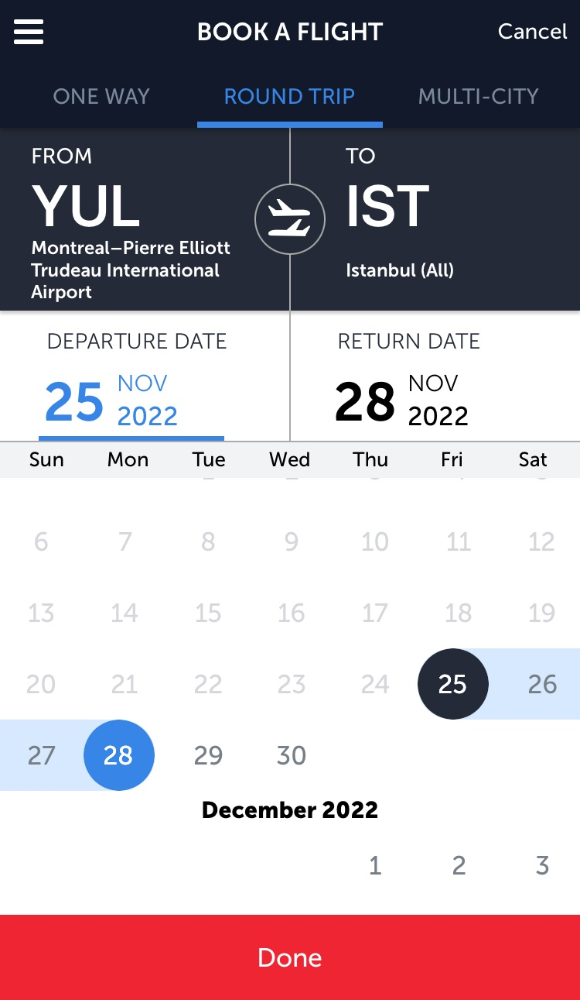 BOOK A FLIGHT
Cancel
ONE WAY
ROUND TRIP
MULTI-CITY
FROM
YUL
Montreal–Pierre Elliott
Trudeau International
Airport
TO
IST
Istanbul (All)
DEPARTURE DATE
25 NOV 2022
RETURN DATE
28 NOV 2022
Sun Mon Tue Wed Thu Fri Sat
6 7 8 9 10 11 12
13 14 15 16 17 18 19
20 21 22 23 24 25 26
27 28 29 30
December 2022
1 2 3
Done